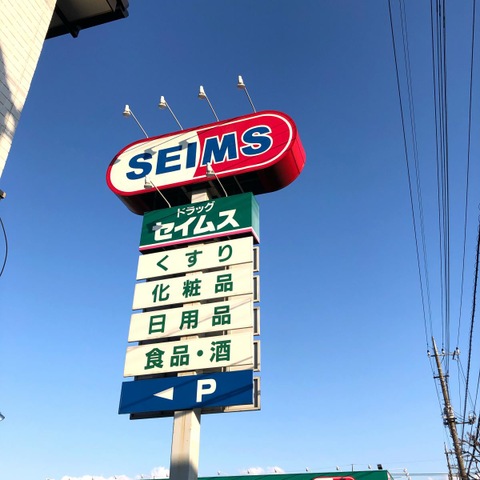 SEIMS
ドラッグ
セイムス
くすり
化粧品
日用品
食品・酒
◀ P